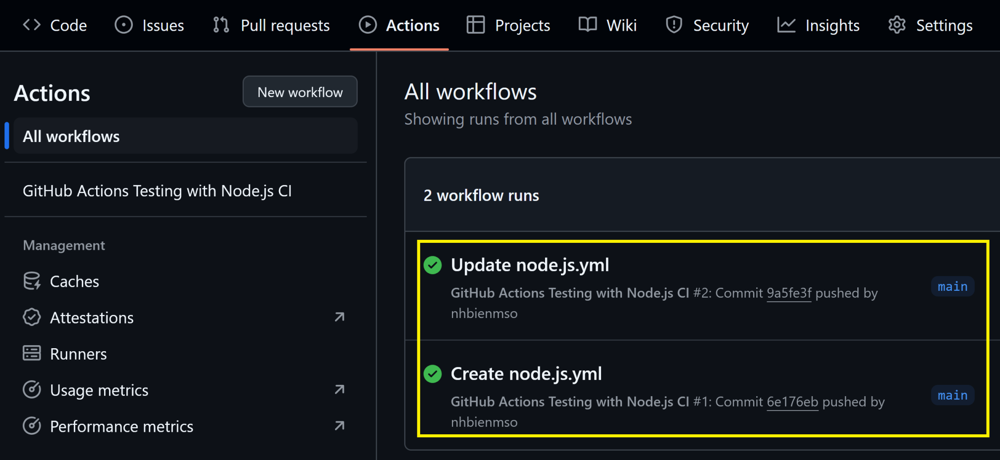 Code Issues Pull requests Actions Projects Wiki Security Insights Settings
Actions
New workflow
All workflows
GitHub Actions Testing with Node.js CI
Management
Caches
Attestations
Runners
Usage metrics
Performance metrics
All workflows
Showing runs from all workflows
2 workflow runs
Update node.js.yml
GitHub Actions Testing with Node.js CI #2: Commit 9a5fe3f pushed by
nhbienmso
main
Create node.js.yml
GitHub Actions Testing with Node.js CI #1: Commit 6e176eb pushed by
nhbienmso
main